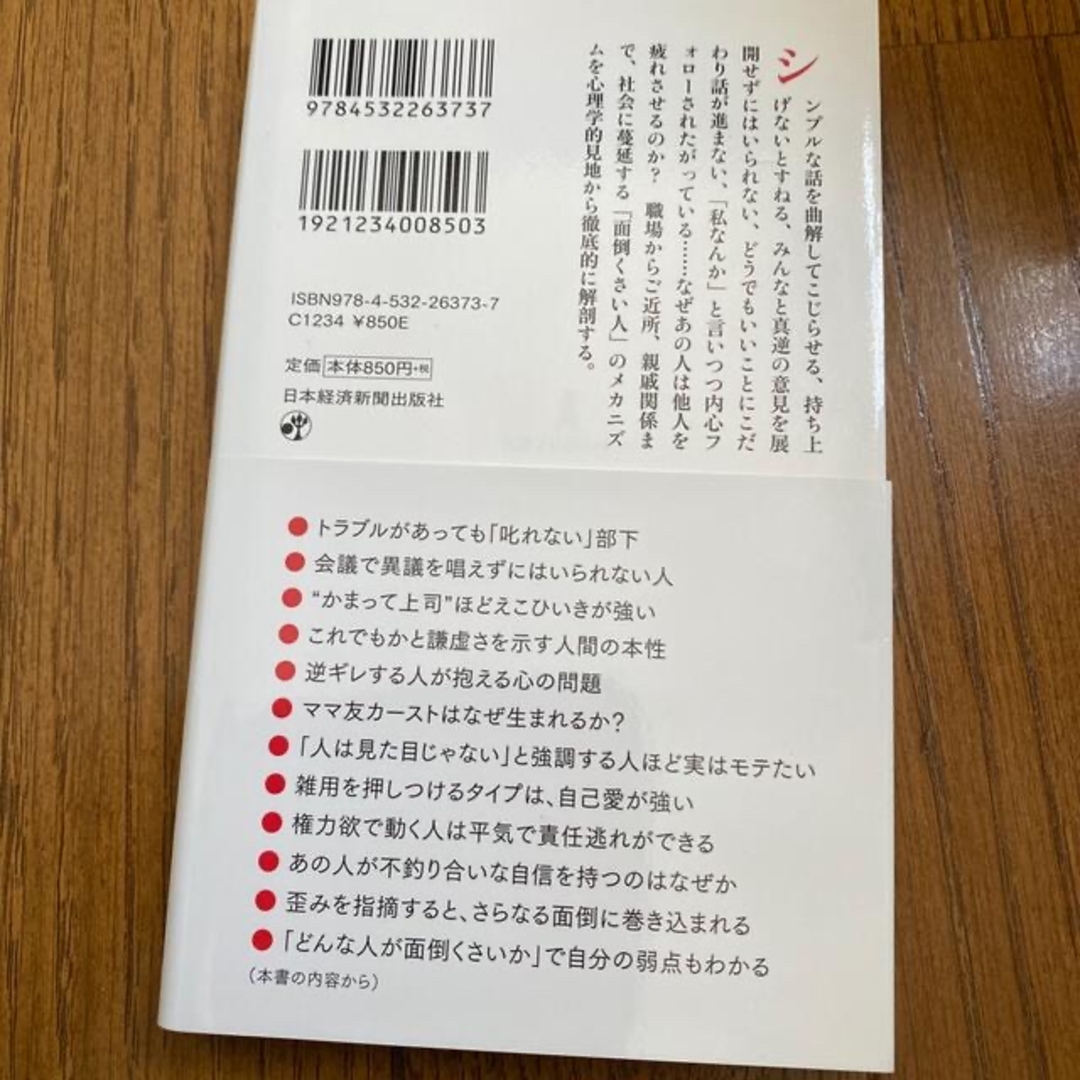 9784532263737
1921234008503
ISBN978-4-532-26373-7
C1234 ¥850E
定価 本体850円+税
日本経済新聞出版社
シンプルな話を曲解してこじらせる、持ち上
げないとすねる、みんなと真逆の意見を展
開せずにはいられない、どうでもいいことにこだ
わり話が進まない、「私なんか」と言いつつ内心フ
ォローされたがっている……なぜあの人は他人を
疲れさせるのか? 職場からご近所、親戚関係ま
で、社会に蔓延する「面倒くさい人」のメカニズ
ムを心理学的見地から徹底的に解剖する。
● トラブルがあっても「叱れない」部下
● 会議で異議を唱えずにはいられない人
● “かまって上司”ほどえこひいきが強い
● これでもかと謙虚さを示す人間の本性
● 逆ギレする人が抱える心の問題
● ママ友カーストはなぜ生まれるか?
● 「人は見た目じゃない」と強調する人ほど実はモテたい
● 雑用を押しつけるタイプは、自己愛が強い
● 権力欲で動く人は平気で責任逃れができる
● あの人が不釣り合いな自信を持つのはなぜか
● 歪みを指摘すると、さらなる面倒に巻き込まれる
● 「どんな人が面倒くさいか」で自分の弱点もわかる
(本書の内容から)